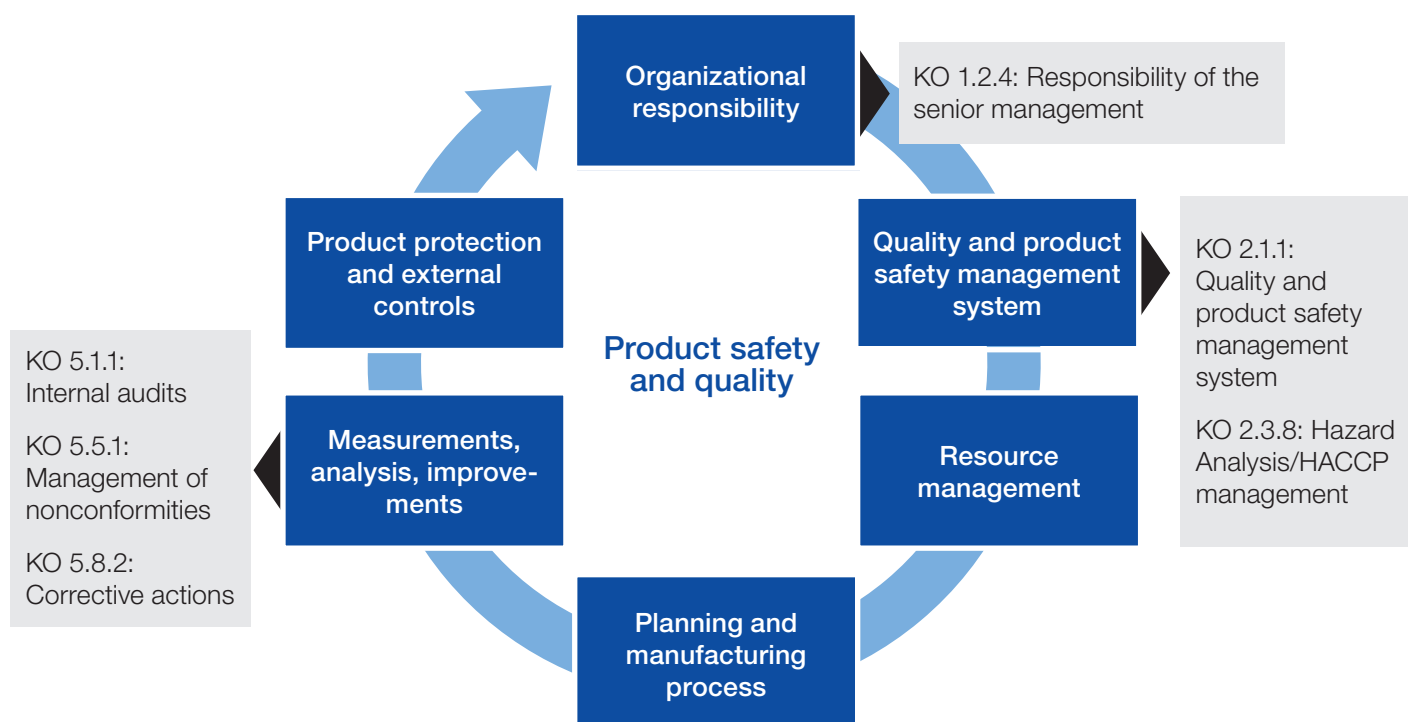 Organizational
responsibility
KO 1.2.4: Responsibility of the
senior management
Quality and product
safety management
system
KO 2.1.1:
Quality and
product safety
management
system
KO 2.3.8: Hazard
Analysis/HACCP
management
Resource
management
Planning and
manufacturing
process
Measurements,
analysis, improve-
ments
KO 5.1.1:
Internal audits
KO 5.5.1:
Management of
nonconformities
KO 5.8.2:
Corrective actions
Product protection
and external
controls
Product safety
and quality